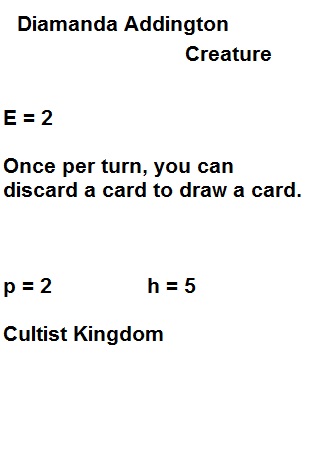 Diamanda Addington
Creature
E = 2
Once per turn, you can
discard a card to draw a card.
p = 2 h = 5
Cultist Kingdom